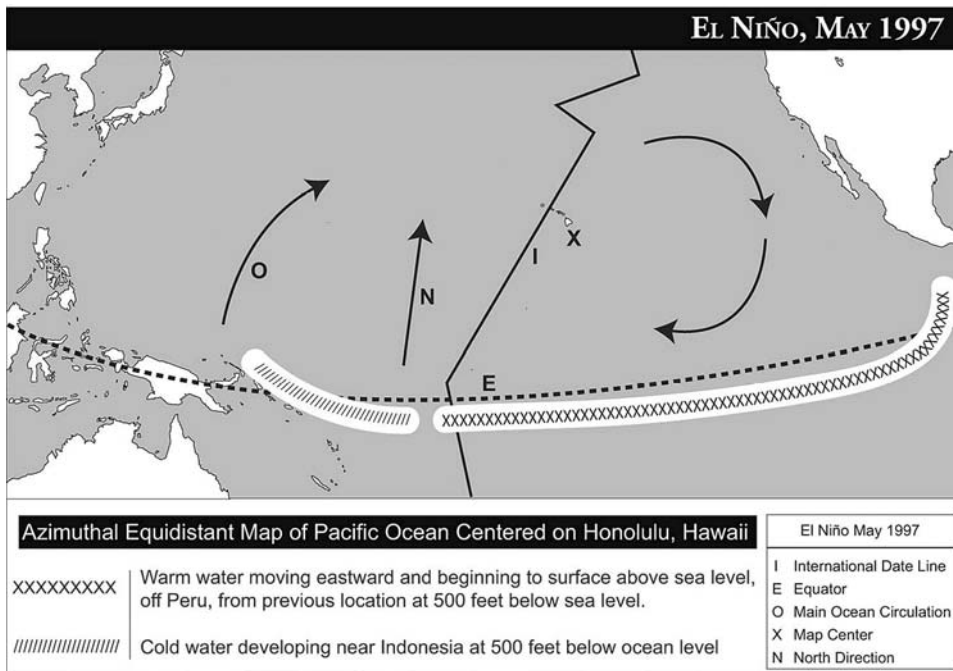 EL NIÑO, MAY 1997
O
N
I
X
E
Azimuthal Equidistant Map of Pacific Ocean Centered on Honolulu, Hawaii
XXXXXXXXX Warm water moving eastward and beginning to surface above sea level,
off Peru, from previous location at 500 feet below sea level.
Cold water developing near Indonesia at 500 feet below ocean level
El Niño May 1997
I International Date Line
E Equator
O Main Ocean Circulation
X Map Center
N North Direction